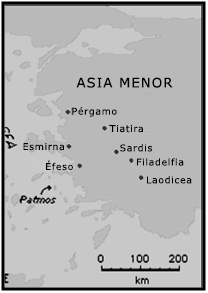 ASIA MENOR
Pérgamo
Tiatira
Esmirna
Sardis
Éfeso
Filadelfia
Laodicea
Patmos
0 100 200
km